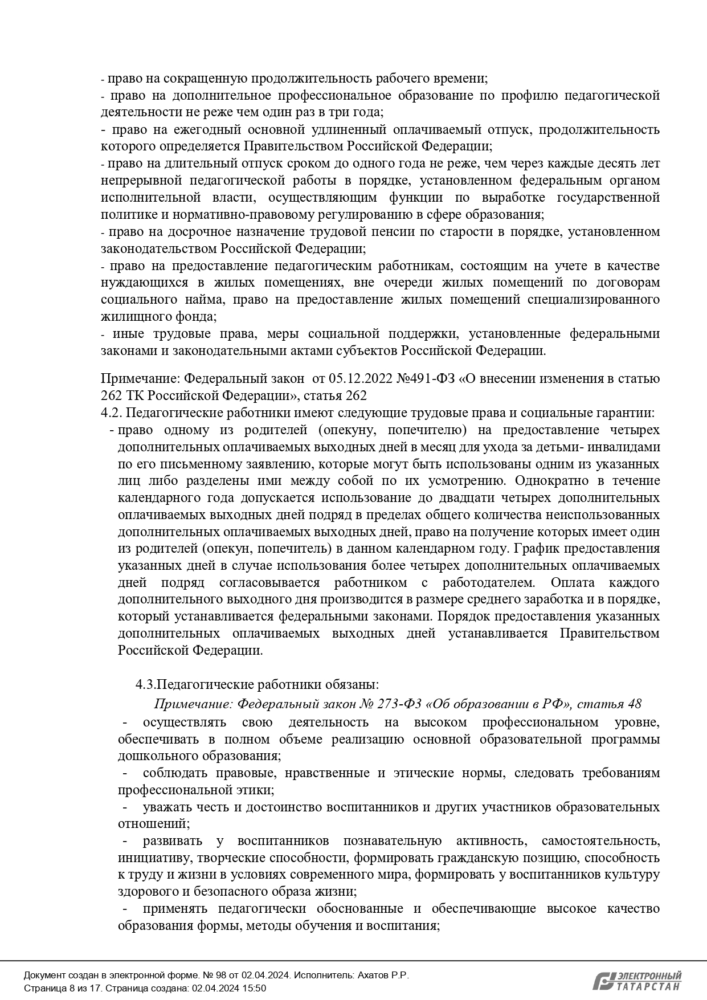 - право на сокращенную продолжительность рабочего времени;
- право на дополнительное профессиональное образование по профилю педагогической
деятельности не реже чем один раз в три года;
- право на ежегодный основной удлиненный оплачиваемый отпуск, продолжительность
которого определяется Правительством Российской Федерации;
- право на длительный отпуск сроком до одного года не реже, чем через каждые десять лет
непрерывной педагогической работы в порядке, установленном федеральным органом
исполнительной власти, осуществляющим функции по выработке государственной
политике и нормативно-правовому регулированию в сфере образования;
- право на досрочное назначение трудовой пенсии по старости в порядке, установленном
законодательством Российской Федерации;
- право на предоставление педагогическим работникам, состоящим на учете в качестве
нуждающихся в жилых помещениях, вне очереди жилых помещений по договорам
социального найма, право на предоставление жилых помещений специализированного
жилищного фонда;
- иные трудовые права, меры социальной поддержки, установленные федеральными
законами и законодательными актами субъектов Российской Федерации.
Примечание: Федеральный закон от 05.12.2022 №491-ФЗ «О внесении изменения в статью
262 ТК Российской Федерации», статья 262
4.2. Педагогические работники имеют следующие трудовые права и социальные гарантии:
- право одному из родителей (опекуну, попечителю) на предоставление четырех
дополнительных оплачиваемых выходных дней в месяц для ухода за детьми- инвалидами
по его письменному заявлению, которые могут быть использованы одним из указанных
лиц либо разделены ими между собой по их усмотрению. Однократно в течение
календарного года допускается использование до двадцати четырех дополнительных
оплачиваемых выходных дней подряд в пределах общего количества неиспользованных
дополнительных оплачиваемых выходных дней, право на получение которых имеет один
из родителей (опекун, попечитель) в данном календарном году. График предоставления
указанных дней в случае использования более четырех дополнительных оплачиваемых
дней подряд согласовывается работником с работодателем. Оплата каждого
дополнительного выходного дня производится в размере среднего заработка и в порядке,
который устанавливается федеральными законами. Порядок предоставления указанных
дополнительных оплачиваемых выходных дней устанавливается Правительством
Российской Федерации.
4.3.Педагогические работники обязаны:
Примечание: Федеральный закон № 273-ФЗ «Об образовании в РФ», статья 48
- осуществлять свою деятельность на высоком профессиональном уровне,
обеспечивать в полном объеме реализацию основной образовательной программы
дошкольного образования;
- соблюдать правовые, нравственные и этические нормы, следовать требованиям
профессиональной этики;
- уважать честь и достоинство воспитанников и других участников образовательных
отношений;
- развивать у воспитанников познавательную активность, самостоятельность,
инициативу, творческие способности, формировать гражданскую позицию, способность
к труду и жизни в условиях современного мира, формировать у воспитанников культуру
здорового и безопасного образа жизни;
- применять педагогически обоснованные и обеспечивающие высокое качество
образования формы, методы обучения и воспитания;
Документ создан в электронной форме. № 98 от 02.04.2024. Исполнитель: Ахатов Р.Р.
Страница 8 из 17. Страница создана: 02.04.2024 15:50
ЭЛЕКТРОННЫЙ
ТАТАРСТАН